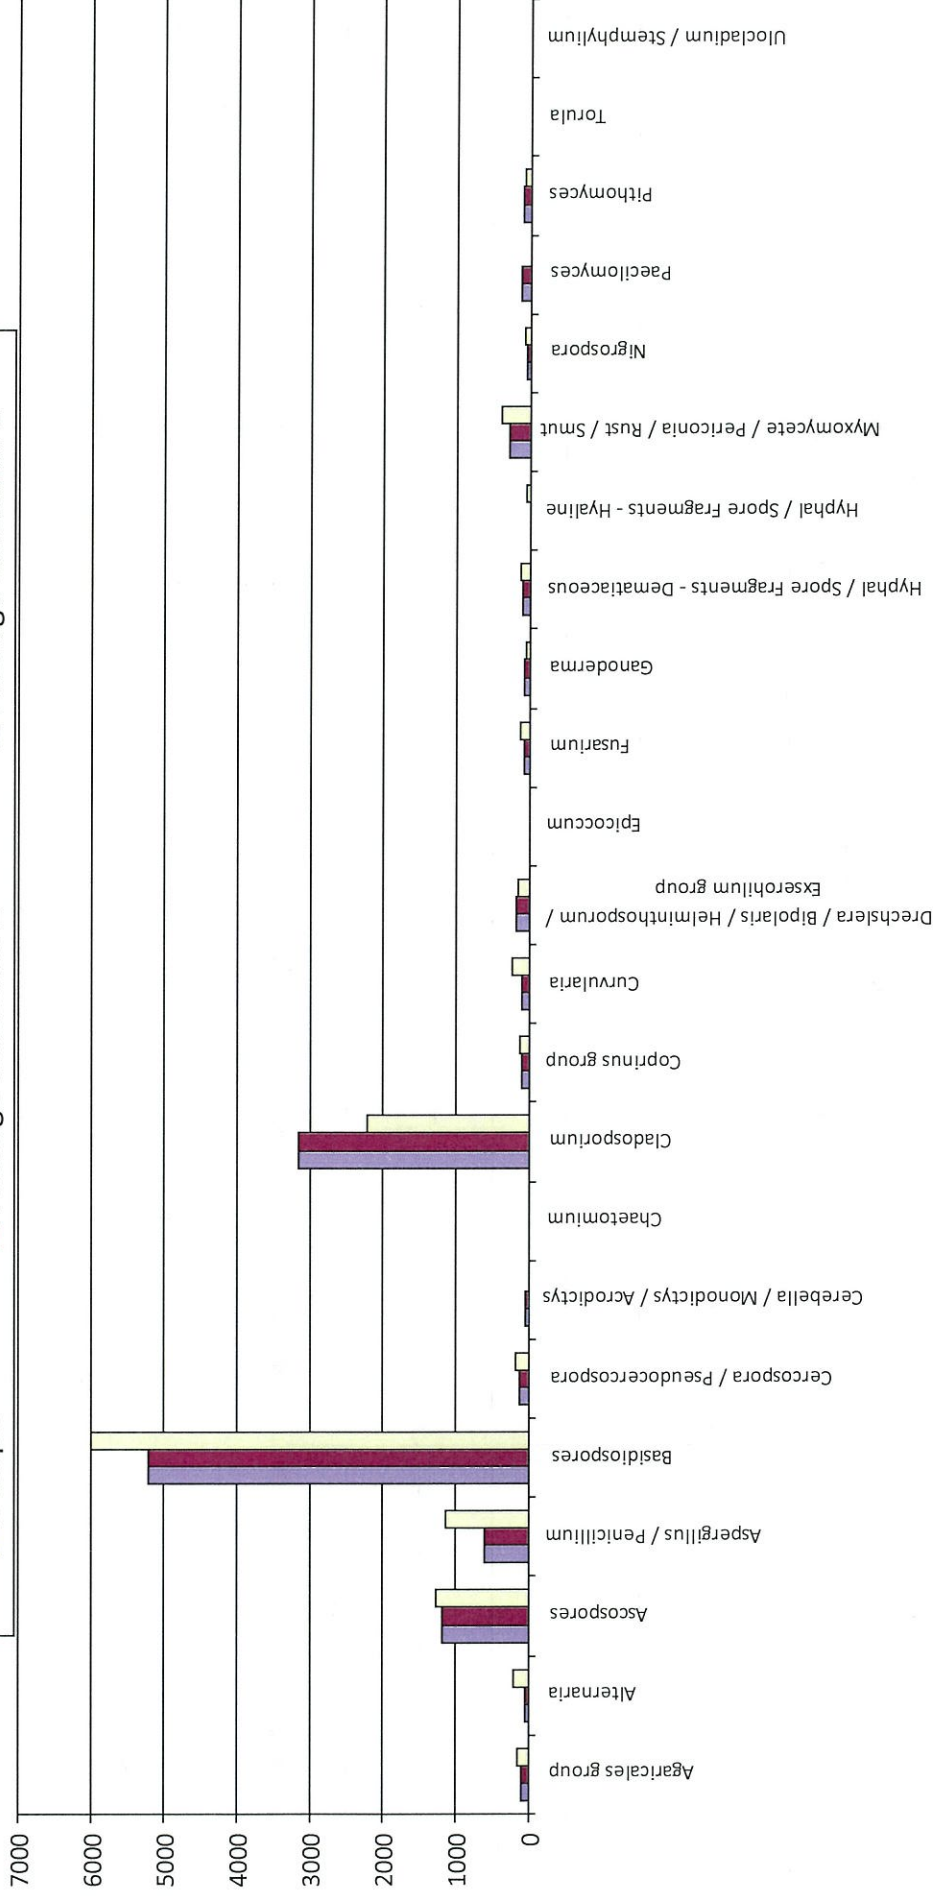 7000
6000
5000
4000
3000
2000
1000
0
Agaricales group
Alternaria
Ascospores
Aspergillus / Penicillium
Basidiospores
Cercospora / Pseudocercospora
Cerebella / Monodictys / Acrodictys
Chaetomium
Cladosporium
Coprinus group
Curvularia
Drechslera / Bipolaris / Helminthosporum /
Exserohilum group
Epicoccum
Fusarium
Ganoderma
Hyphal / Spore Fragments - Dematiaceous
Hyphal / Spore Fragments - Hyaline
Myxomycete / Periconia / Rust / Smut
Nigrospora
Paecilomyces
Pithomyces
Torula
Ulocladium / Stemphylium